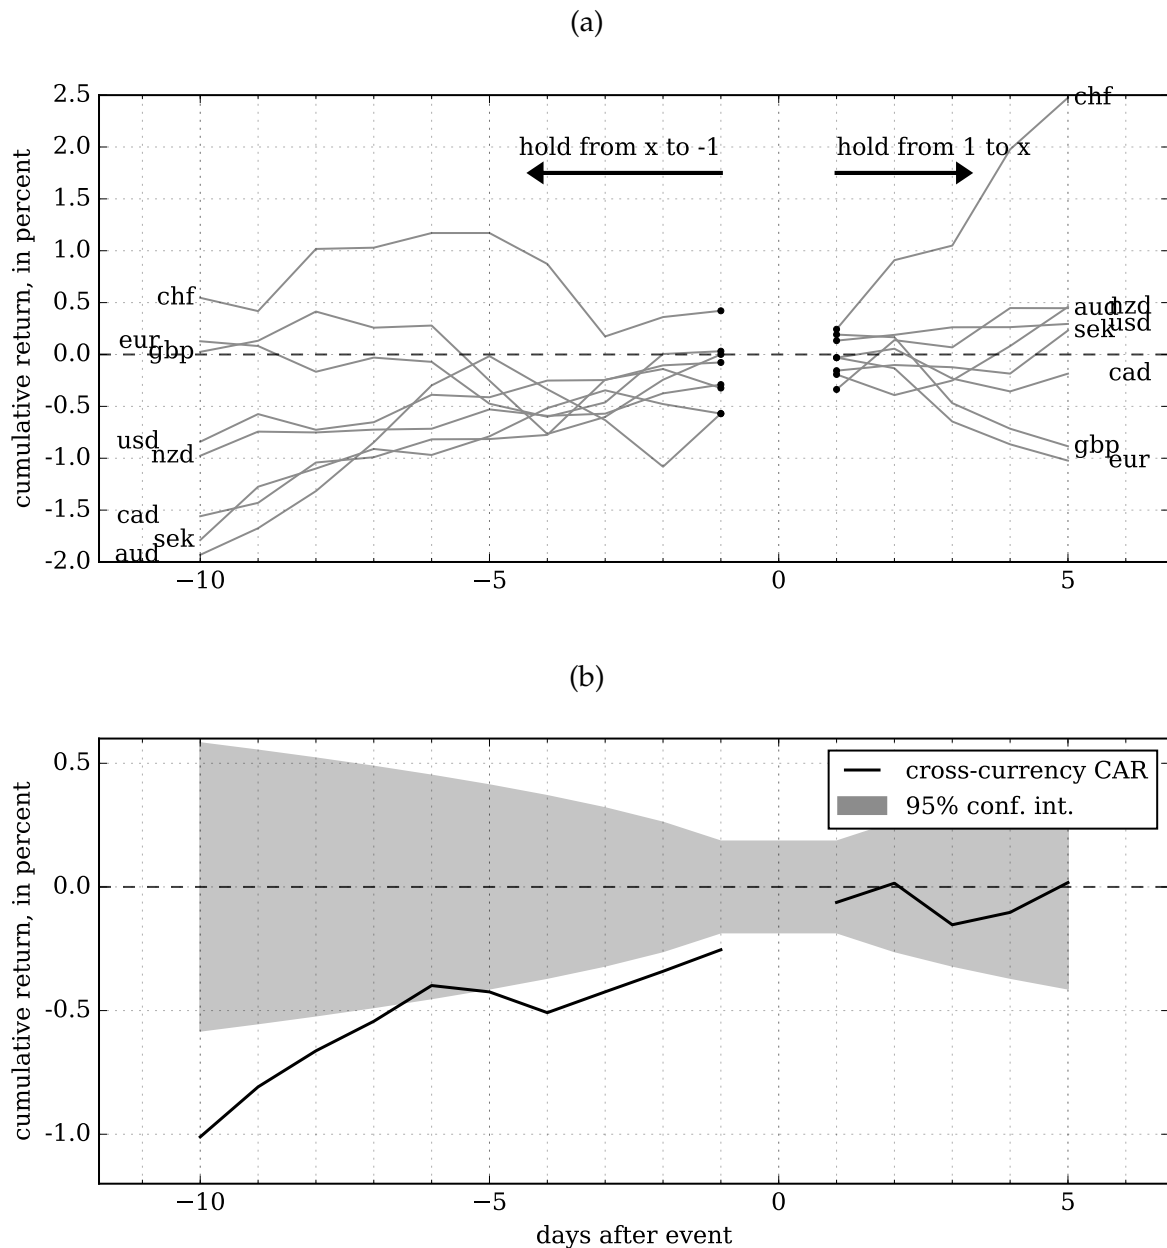 (a)
cumulative return, in percent
2.5
2.0
1.5
1.0
0.5
0.0
-0.5
-1.0
-1.5
-2.0
hold from x to -1
hold from 1 to x
chf
eur
gbp
usd
nzd
cad
sek
aud
chf
aud
nzd
sek
usd
cad
gbp
eur
−10
−5
0
5
(b)
cumulative return, in percent
0.5
0.0
-0.5
-1.0
cross-currency CAR
95% conf. int.
−10
−5
0
5
days after event